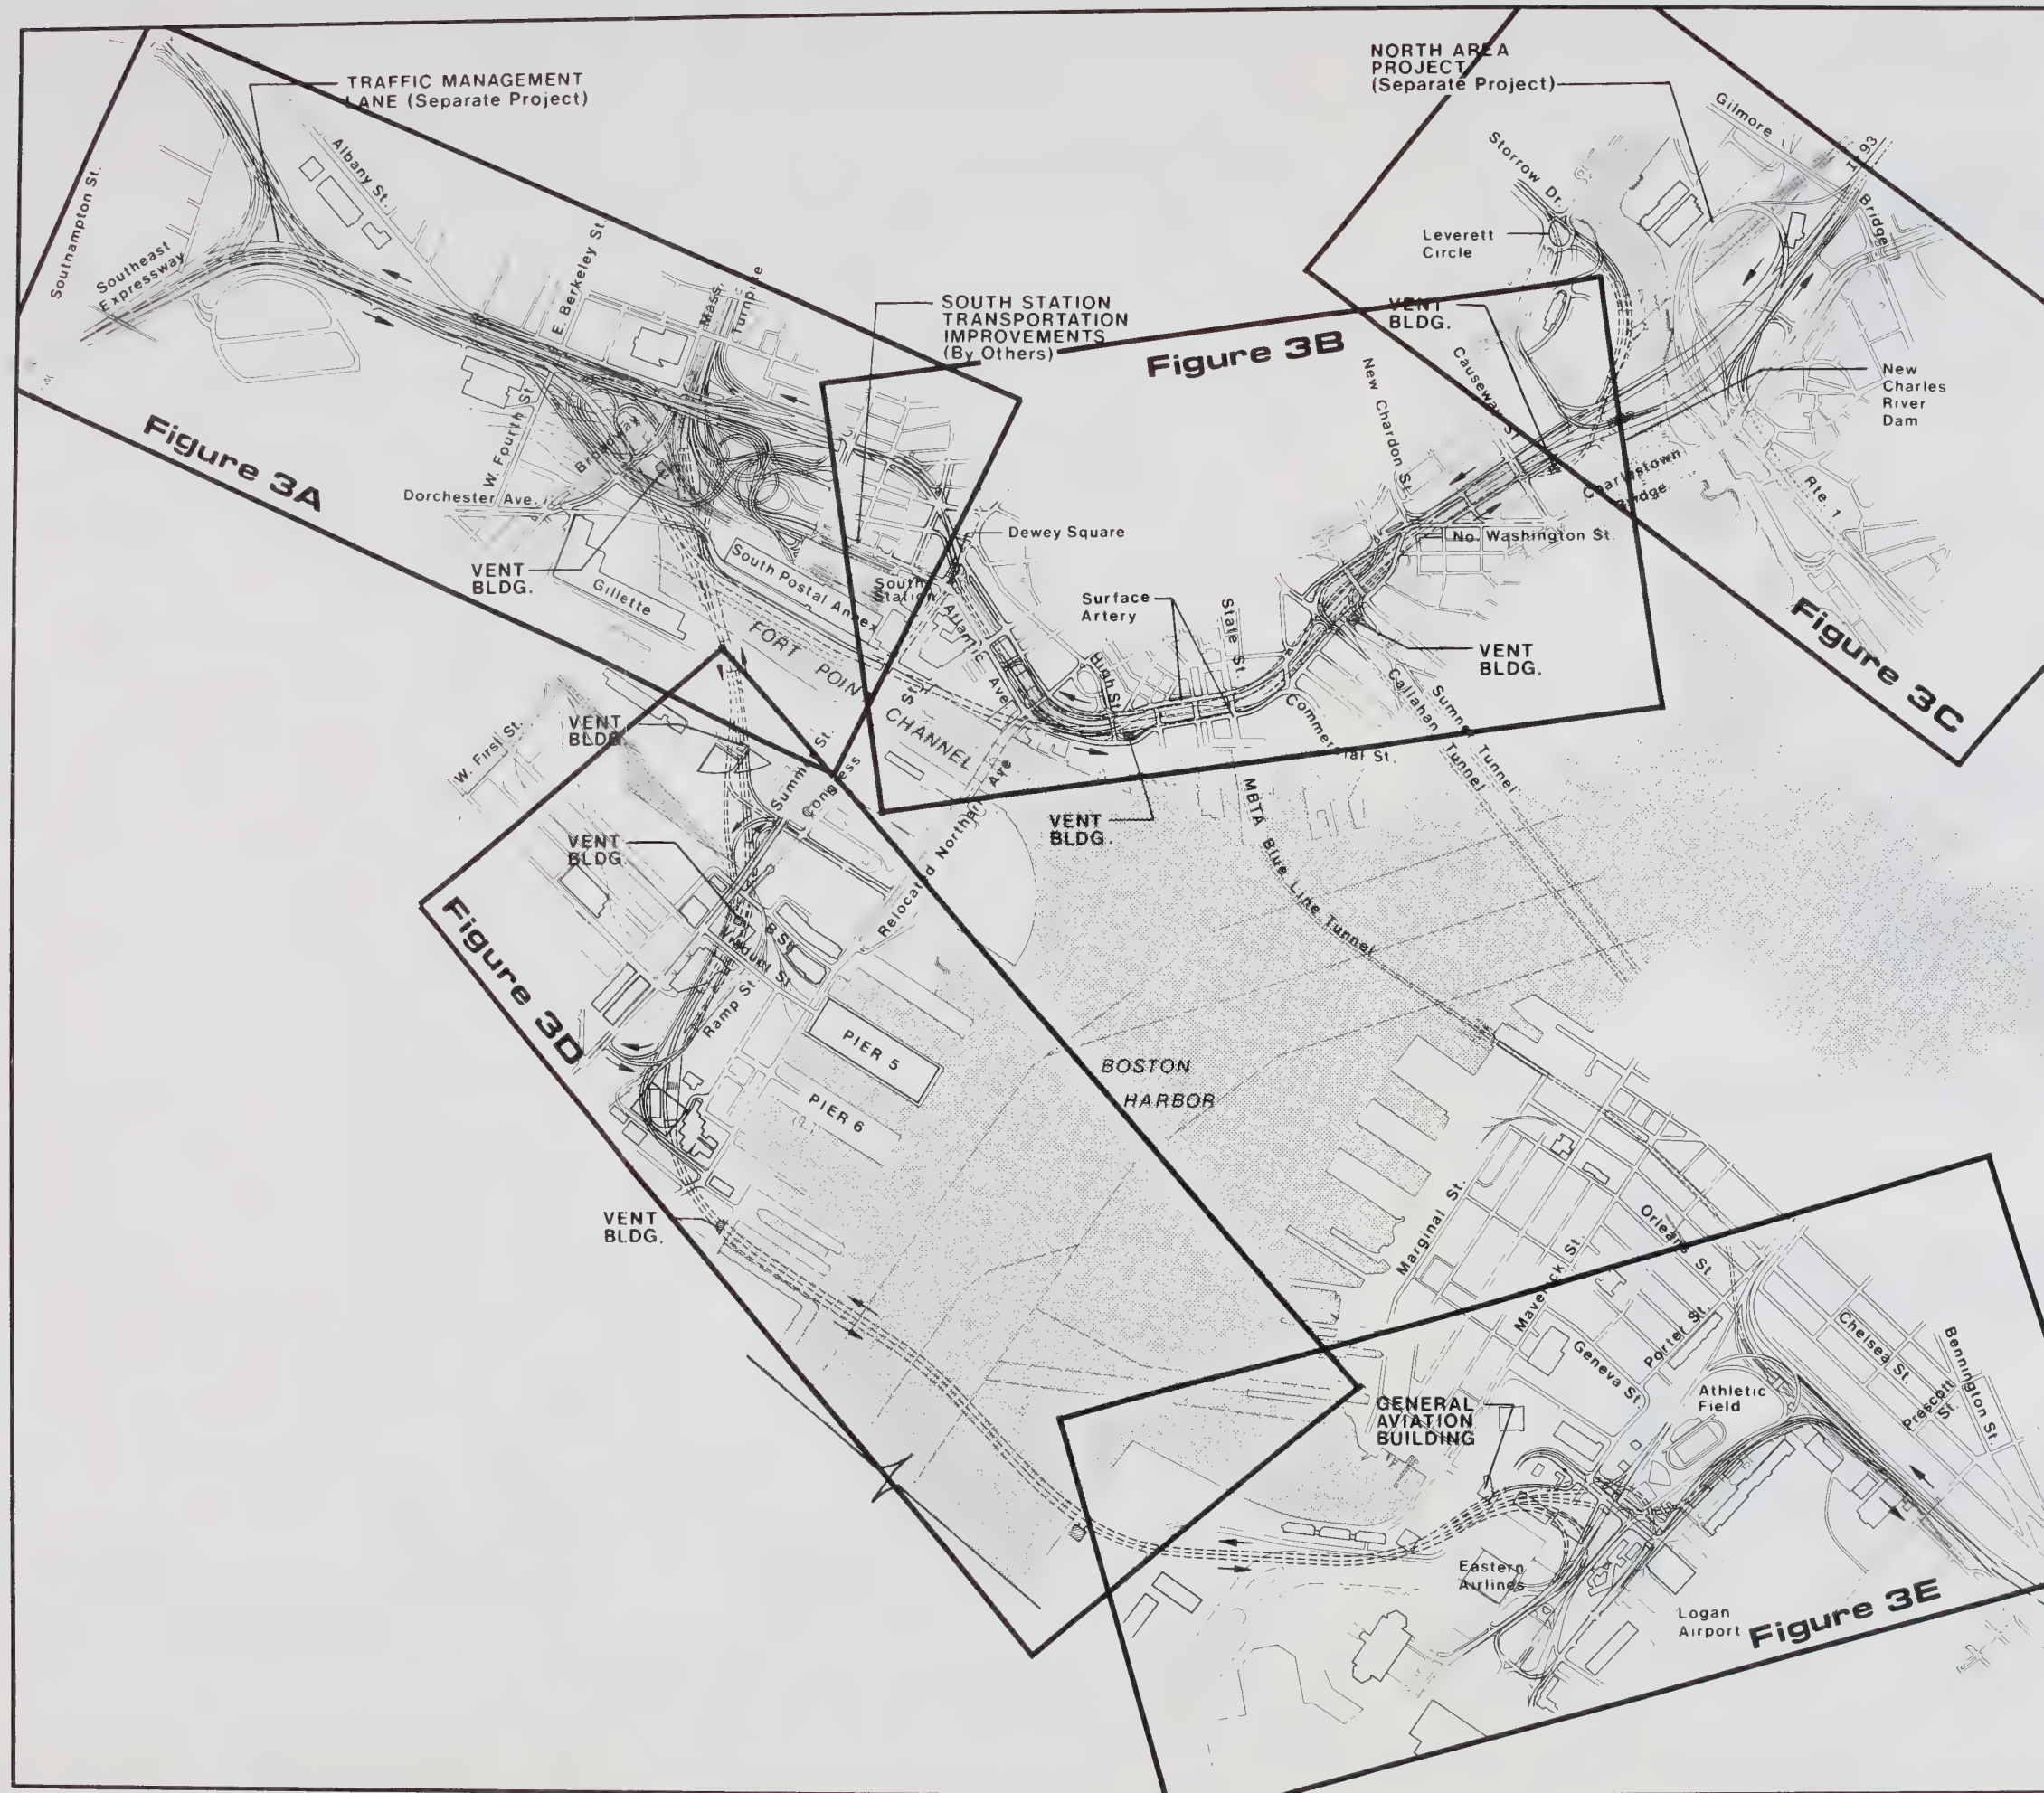 TRAFFIC MANAGEMENT
LANE (Separate Project)
Albany St.
Southampton St.
Southeast
Expressway
E. Berkeley St.
Mass.
Turnpike
Figure 3A
W. Fourth St.
Broadway
Dorchester Ave.
VENT
BLDG.
Gillette
South Postal Annex
SOUTH STATION
TRANSPORTATION
IMPROVEMENTS
(By Others)
Figure 3B
Dewey Square
South
Station
Atlantic Ave.
FORT POINT
CHANNEL
Surface
Artery
State St.
High St.
New Chardon St.
Causeway St.
No. Washington St.
VENT
BLDG.
VENT
BLDG.
Commercial St.
Callahan Tunnel
Sumner Tunnel
VENT
BLDG.
NORTH AREA
PROJECT
(Separate Project)
Gilmore
Bridge
I-93
Storrow Dr.
Leverett
Circle
New
Charles
River
Dam
Charlestown
Bridge
Rte. 1
Figure 3C
W. First St.
VENT
BLDG.
Summer St.
Congress
St.
Relocated Northern Ave
VENT
BLDG.
B St.
Viaduct St.
Ramp St
Figure 3D
PIER 5
PIER 6
VENT
BLDG.
MBTA Blue Line Tunnel
BOSTON
HARBOR
Marginal St.
Maverick St
Orleans St.
Porter St.
Geneva St.
Chelsea St.
Bennington St.
Prescott
St.
Athletic
Field
GENERAL
AVIATION
BUILDING
Eastern
Airlines
Logan
Airport
Figure 3E